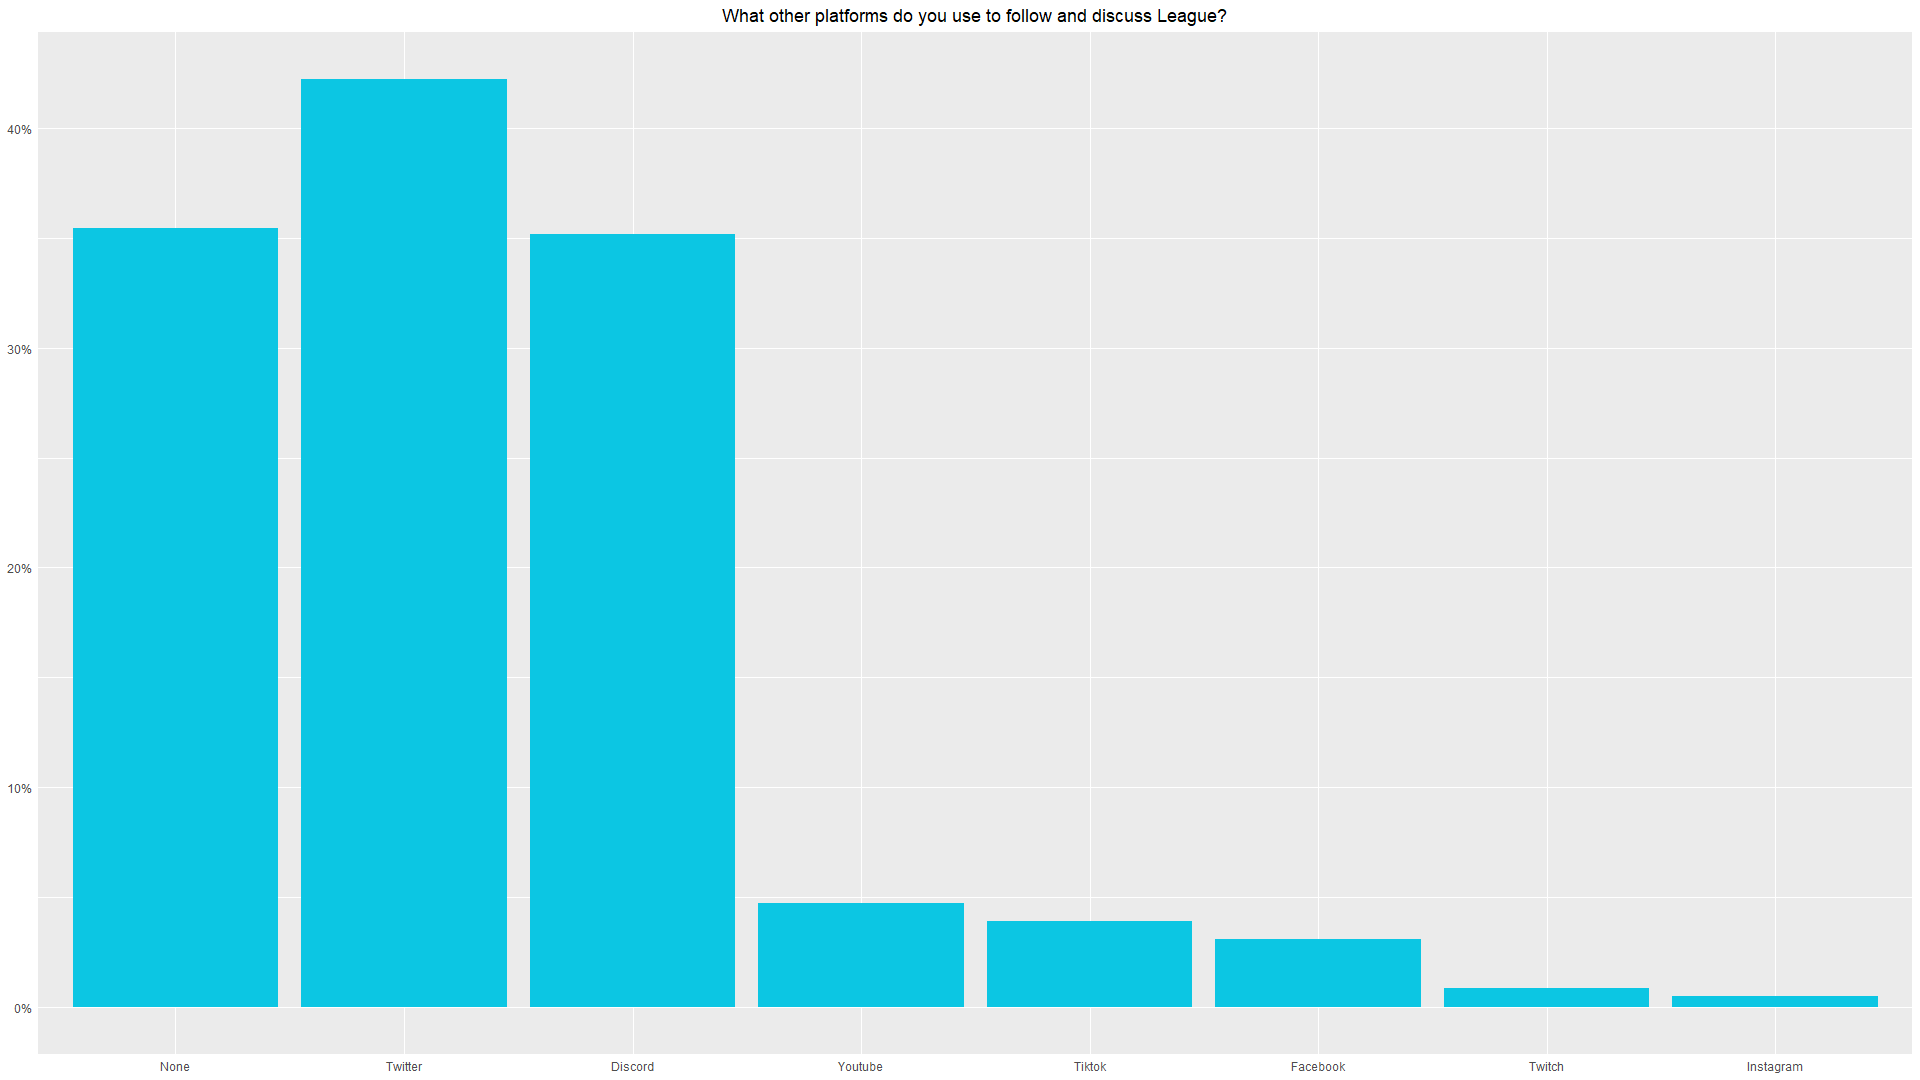 What other platforms do you use to follow and discuss League?
40%
30%
20%
10%
0%
None Twitter Discord Youtube Tiktok Facebook Twitch Instagram